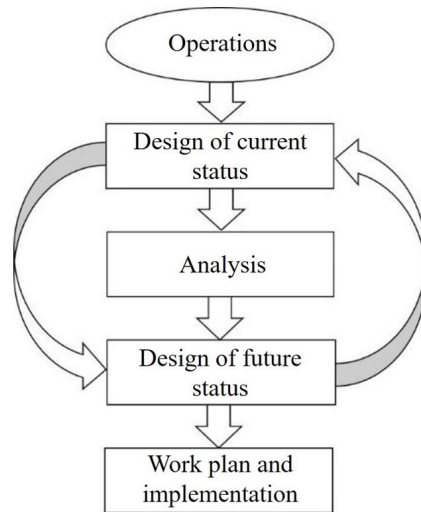 Operations
Design of current
status
Analysis
Design of future
status
Work plan and
implementation